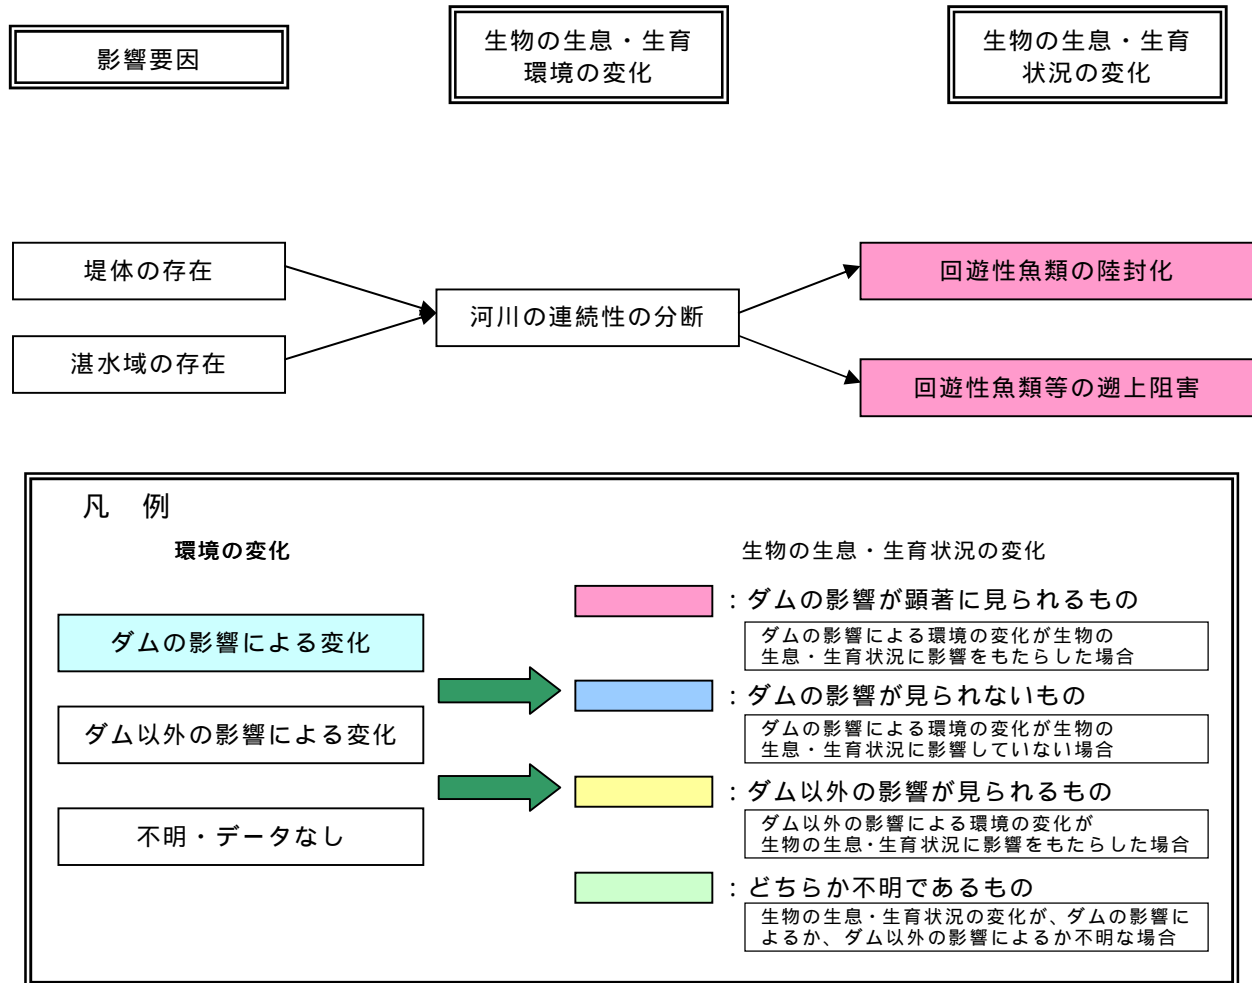 影響要因
生物の生息・生育
環境の変化
生物の生息・生育
状況の変化
堤体の存在
湛水域の存在
河川の連続性の分断
回遊性魚類の陸封化
回遊性魚類等の遡上阻害
凡 例
環境の変化
生物の生息・生育状況の変化
ダムの影響による変化
ダム以外の影響による変化
不明・データなし
：ダムの影響が顕著に見られるもの
ダムの影響による環境の変化が生物の
生息・生育状況に影響をもたらした場合
：ダムの影響が見られないもの
ダムの影響による環境の変化が生物の
生息・生育状況に影響していない場合
：ダム以外の影響が見られるもの
ダム以外の影響による環境の変化が
生物の生息・生育状況に影響をもたらした場合
：どちらか不明であるもの
生物の生息・生育状況の変化が、ダムの影響に
よるか、ダム以外の影響によるか不明な場合